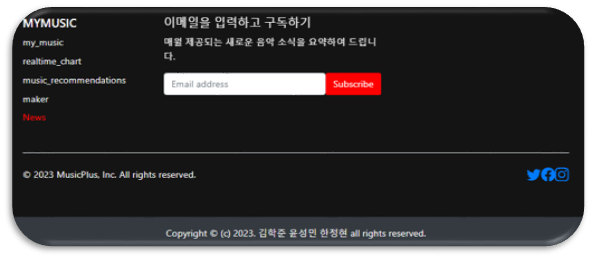 MYMUSIC
my_music
realtime_chart
music_recommendations
maker
News
이메일을 입력하고 구독하기
매월 제공되는 새로운 음악 소식을 요약하여 드립니
다.
Email address
Subscribe
© 2023 MusicPlus, Inc. All rights reserved.
Copyright © (c) 2023. 김학준 윤성민 한정현 all rights reserved.